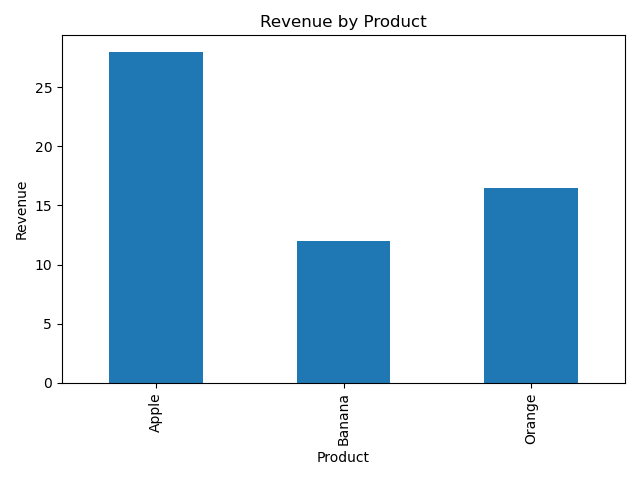 Revenue by Product
Revenue
25
20
15
10
5
0
Apple
Banana
Orange
Product